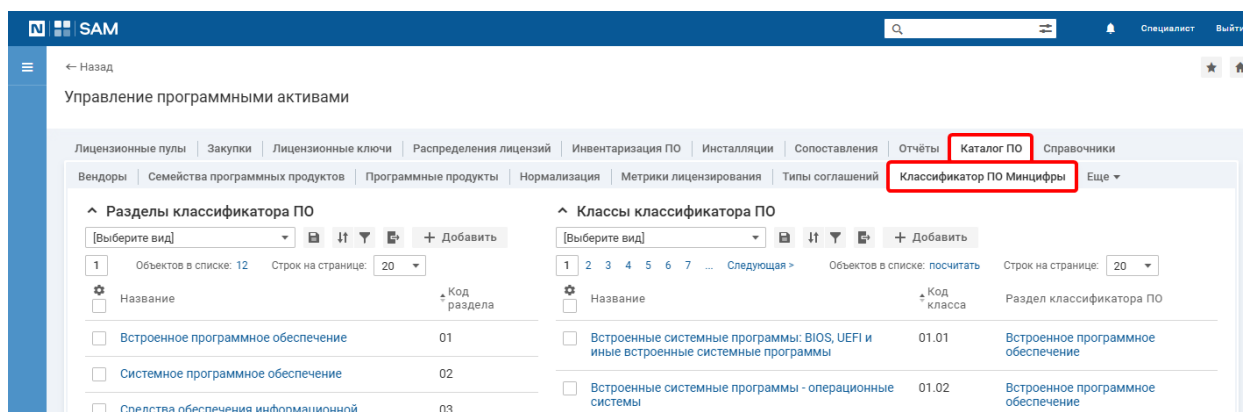 N SAM Специалист Выйти
← Назад
Управление программными активами
Лицензионные пулы Закупки Лицензионные ключи Распределения лицензий Инвентаризация ПО Инсталляции Сопоставления Отчёты Каталог ПО Справочники
Вендоры Семейства программных продуктов Программные продукты Нормализация Метрики лицензирования Типы соглашений Классификатор ПО Минцифры Еще
Разделы классификатора ПО
[Выберите вид] + Добавить
1 Объектов в списке: 12 Строк на странице: 20
Название Код раздела
Встроенное программное обеспечение 01
Системное программное обеспечение 02
Средства обеспечения информационной 03
Классы классификатора ПО
[Выберите вид] + Добавить
1 2 3 4 5 6 7 ... Следующая > Объектов в списке: посчитать Строк на странице: 20
Название Код класса Раздел классификатора ПО
Встроенные системные программы: BIOS, UEFI и 01.01 Встроенное программное
иные встроенные системные программы обеспечение
Встроенные системные программы - операционные 01.02 Встроенное программное
системы обеспечение